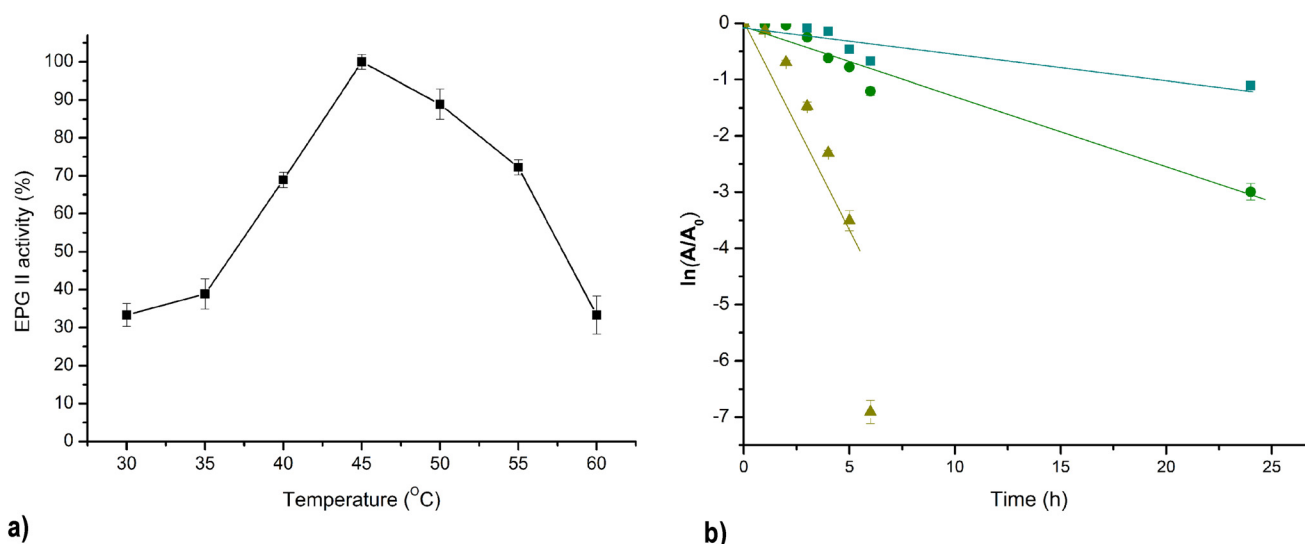 EPG II activity (%)
100
90
80
70
60
50
40
30
20
10
0
30 35 40 45 50 55 60
Temperature (°C)
a)
ln(A/A₀)
0
-1
-2
-3
-4
-5
-6
-7
0 5 10 15 20 25
Time (h)
b)